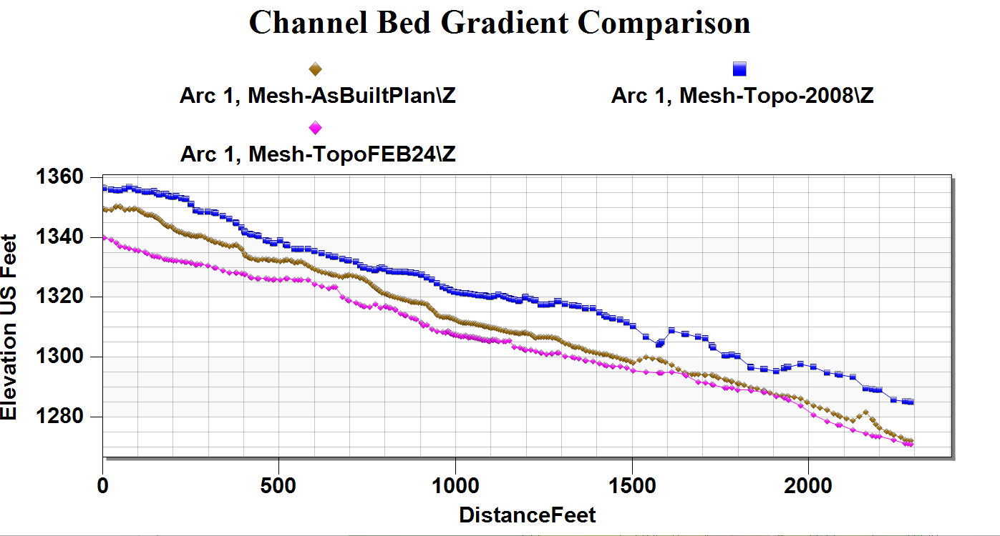 Channel Bed Gradient Comparison
Arc 1, Mesh-AsBuiltPlan\Z
Arc 1, Mesh-Topo-2008\Z
Arc 1, Mesh-TopoFEB24\Z
Elevation US Feet
1360
1340
1320
1300
1280
0 500 1000 1500 2000
DistanceFeet